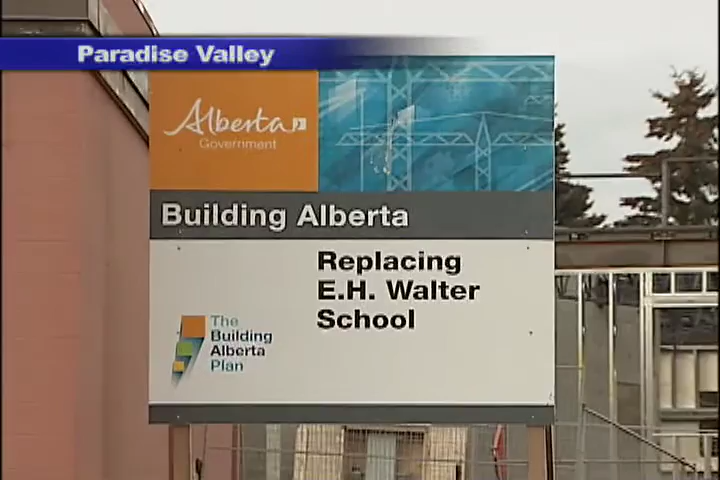 Paradise Valley
Alberta
Government
Building Alberta
Replacing
E.H. Walter
School
The
Building
Alberta
Plan